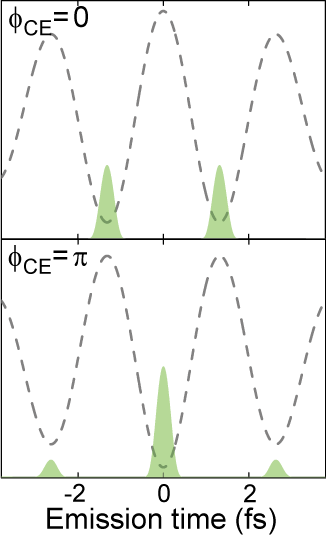 ϕCE= 0
ϕCE= π
-2 0 2
Emission time (fs)